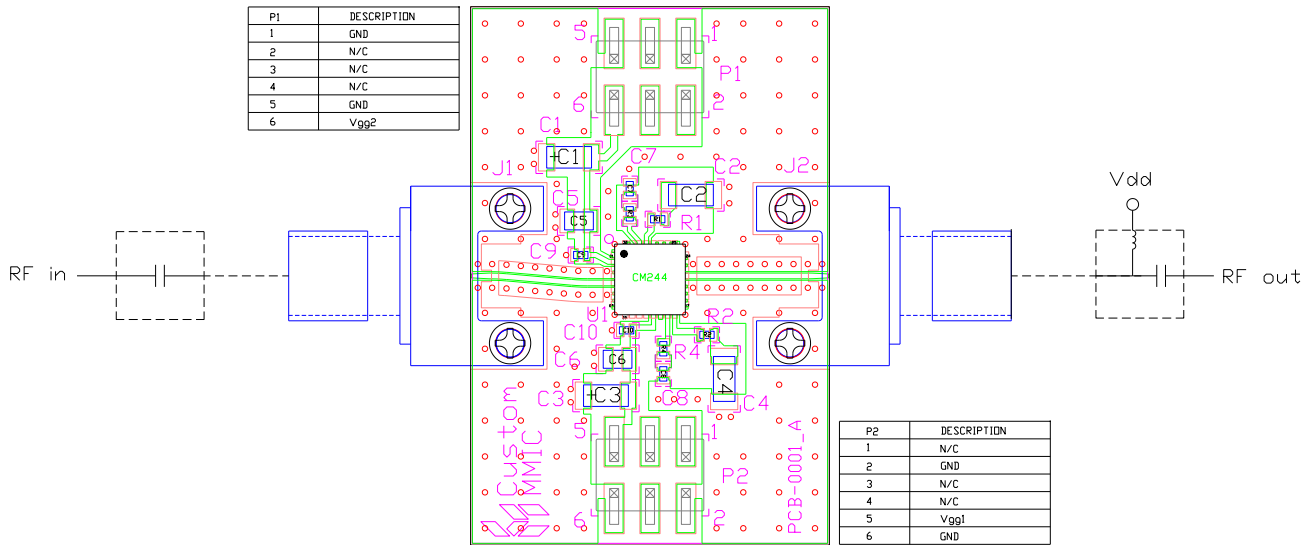 P1 DESCRIPTION
1 GND
2 N/C
3 N/C
4 N/C
5 GND
6 Vgg2
5 1
P1
6 2
C1
+C1
C7
C2
C2
J1
J2
C5
C5
R1
R1
C9
Vdd
RF in
RF out
CM244
U1
C10
C10
R2
R2
R4
C6
C6
C3
+C3
C8
C4
C4
Custom
MMIC
PCB-0001_A
5 1
P2
6 2
P2 DESCRIPTION
1 N/C
2 GND
3 N/C
4 N/C
5 Vgg1
6 GND